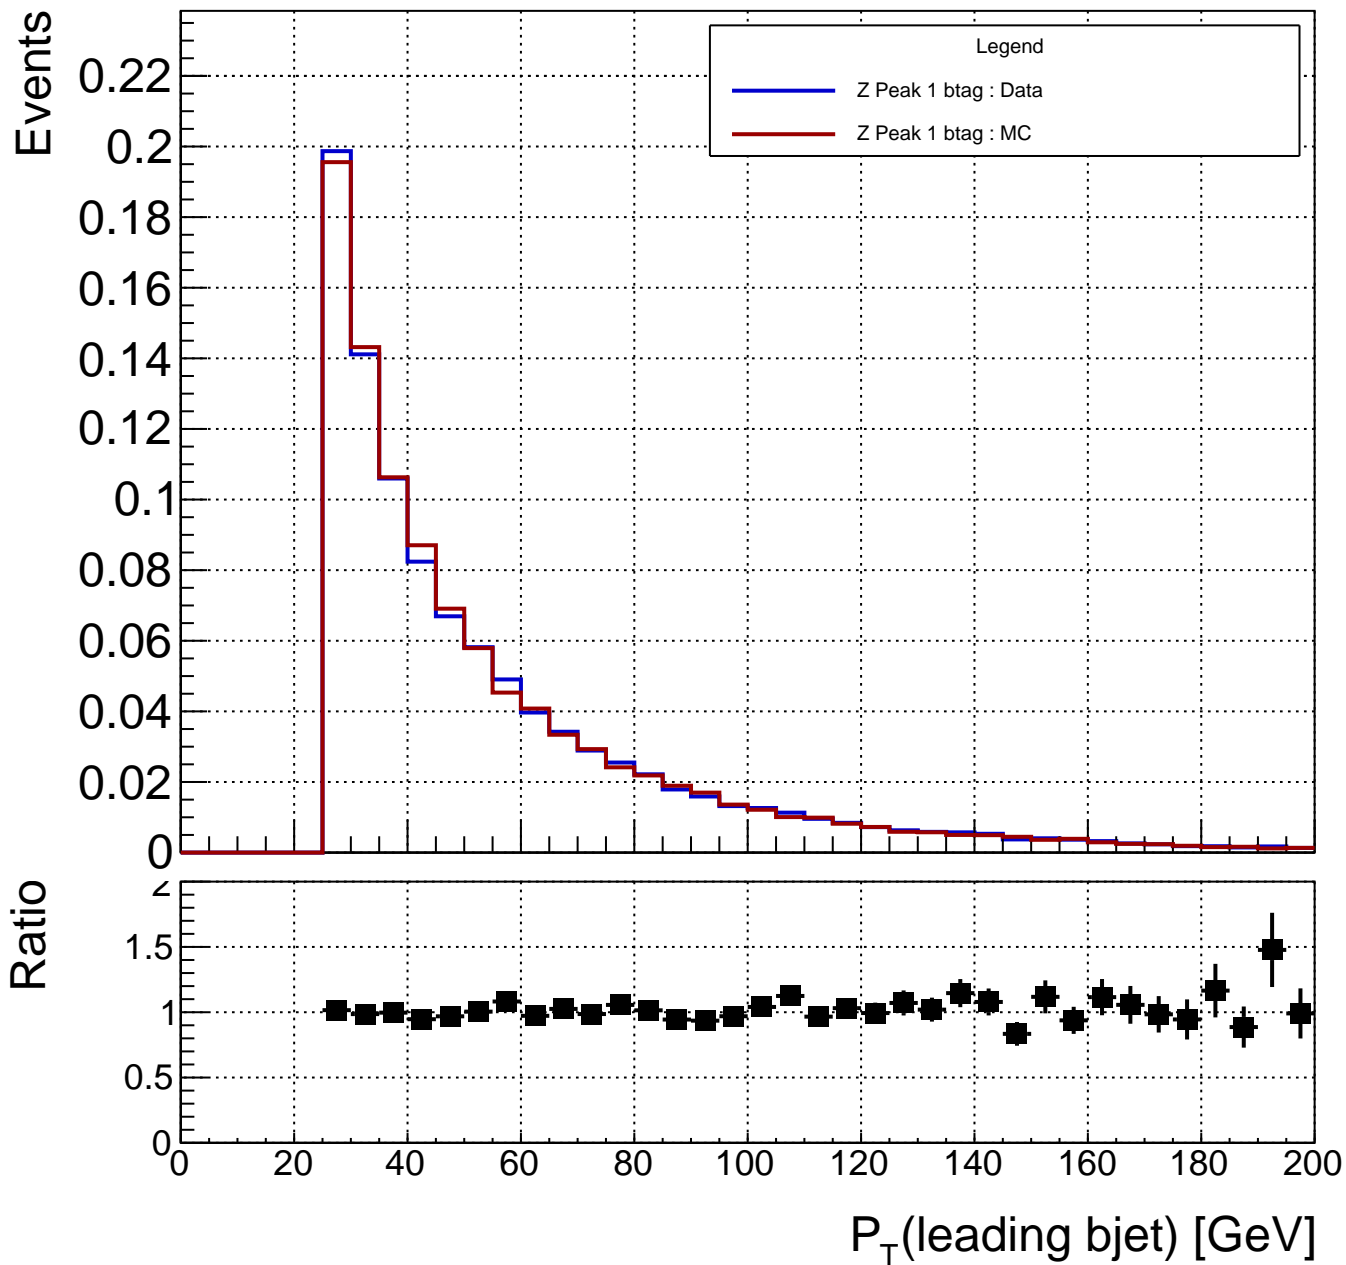 Events
0.22
0.2
0.18
0.16
0.14
0.12
0.1
0.08
0.06
0.04
0.02
0
Legend
Z Peak 1 btag : Data
Z Peak 1 btag : MC
Ratio
2
1.5
1
0.5
0
0 20 40 60 80 100 120 140 160 180 200
P_T(leading bjet) [GeV]